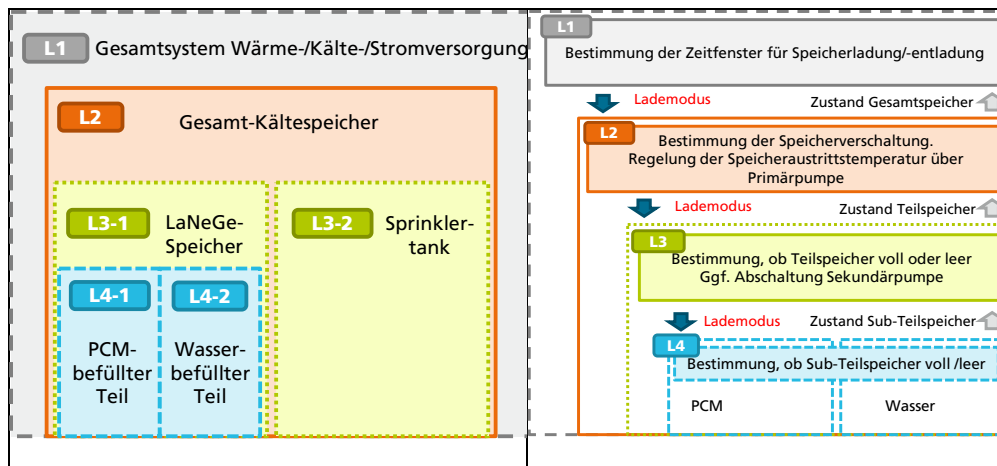 L1 Gesamtsystem Wärme-/Kälte-/Stromversorgung
L2 Gesamt-Kältespeicher
L3-1 LaNeGe-
Speicher
L3-2 Sprinkler-
tank
L4-1
PCM-
befüllter
Teil
L4-2
Wasser-
befüllter
Teil
L1
Bestimmung der Zeitfenster für Speicherladung/-entladung
Lademodus Zustand Gesamtspeicher
L2
Bestimmung der Speicherverschaltung.
Regelung der Speicheraustrittstemperatur über
Primärpumpe
Lademodus Zustand Teilspeicher
L3
Bestimmung, ob Teilspeicher voll oder leer
Ggf. Abschaltung Sekundärpumpe
Lademodus Zustand Sub-Teilspeicher
L4
Bestimmung, ob Sub-Teilspeicher voll /leer
PCM Wasser